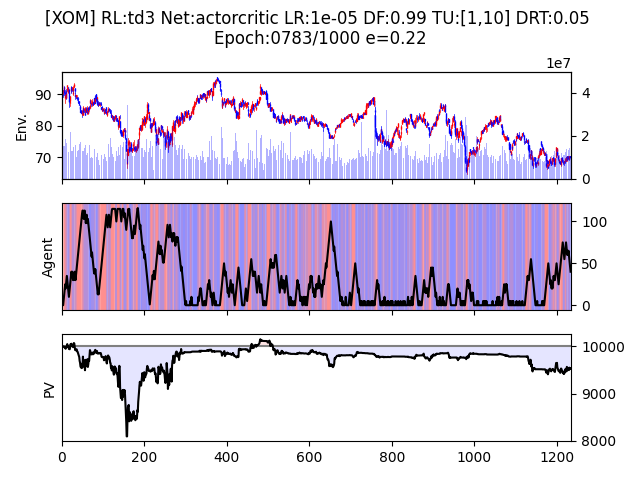 [XOM] RL:td3 Net:actorcritic LR:1e-05 DF:0.99 TU:[1,10] DRT:0.05
Epoch:0783/1000 e=0.22
1e7
90
80
70
Env.
4
2
0
Agent
100
50
0
PV
10000
9000
8000
0 200 400 600 800 1000 1200